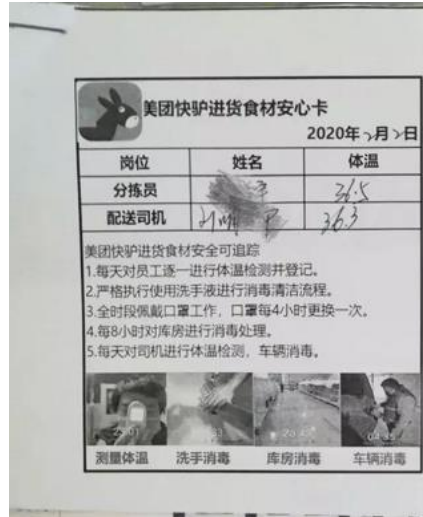 美团快驴进货食材安心卡
2020年2月2日
岗位 姓名 体温
分拣员 36.5
配送司机 36.3
美团快驴进货食材安全可追踪
1.每天对员工逐一进行体温检测并登记。
2.严格执行使用洗手液进行消毒清洁流程。
3.全时段佩戴口罩工作，口罩每4小时更换一次。
4.每8小时对库房进行消毒处理。
5.每天对司机进行体温检测，车辆消毒。
测量体温 洗手消毒 库房消毒 车辆消毒